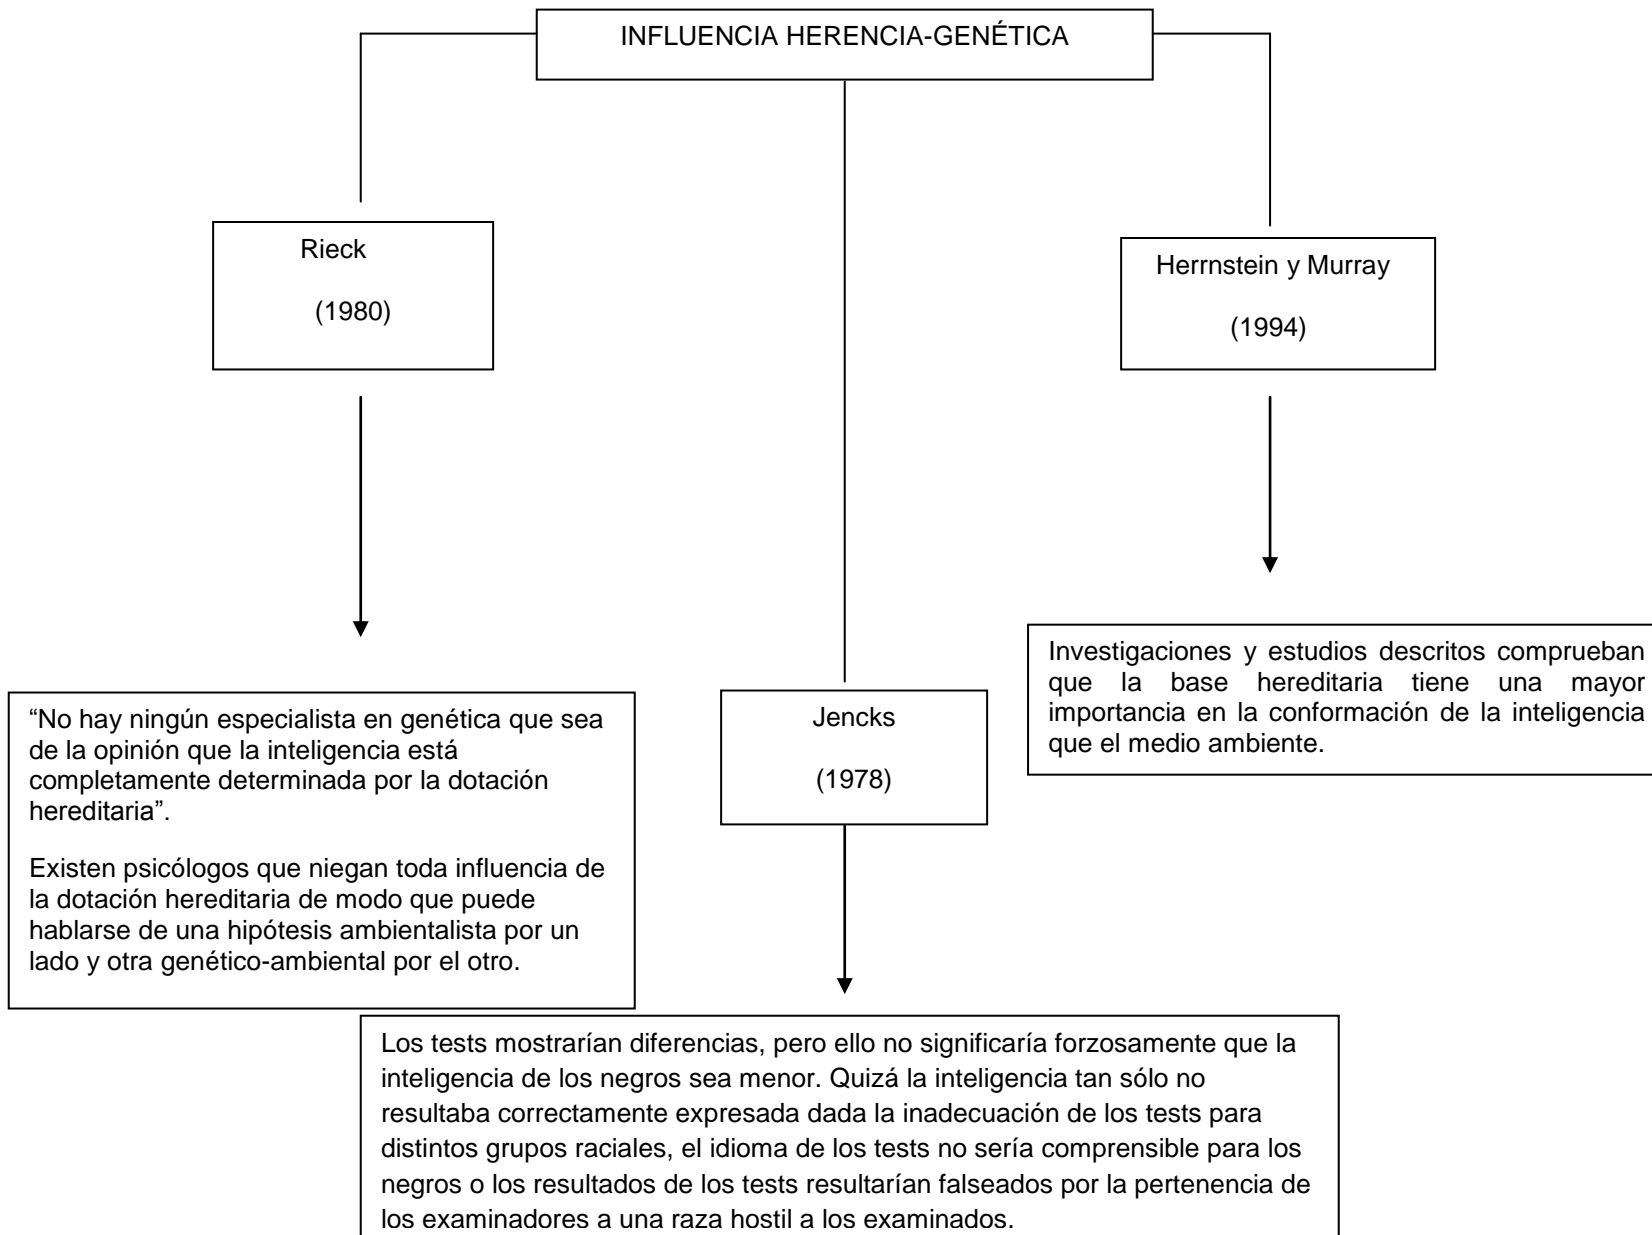 INFLUENCIA HERENCIA-GENÉTICA
Rieck
(1980)
“No hay ningún especialista en genética que sea
de la opinión que la inteligencia está
completamente determinada por la dotación
hereditaria”.
Existen psicólogos que niegan toda influencia de
la dotación hereditaria de modo que puede
hablarse de una hipótesis ambientalista por un
lado y otra genético-ambiental por el otro.
Jencks
(1978)
Los tests mostrarían diferencias, pero ello no significaría forzosamente que la
inteligencia de los negros sea menor. Quizá la inteligencia tan sólo no
resultaba correctamente expresada dada la inadecuación de los tests para
distintos grupos raciales, el idioma de los tests no sería comprensible para los
negros o los resultados de los tests resultarían falseados por la pertenencia de
los examinadores a una raza hostil a los examinados.
Herrnstein y Murray
(1994)
Investigaciones y estudios descritos comprueban
que la base hereditaria tiene una mayor
importancia en la conformación de la inteligencia
que el medio ambiente.